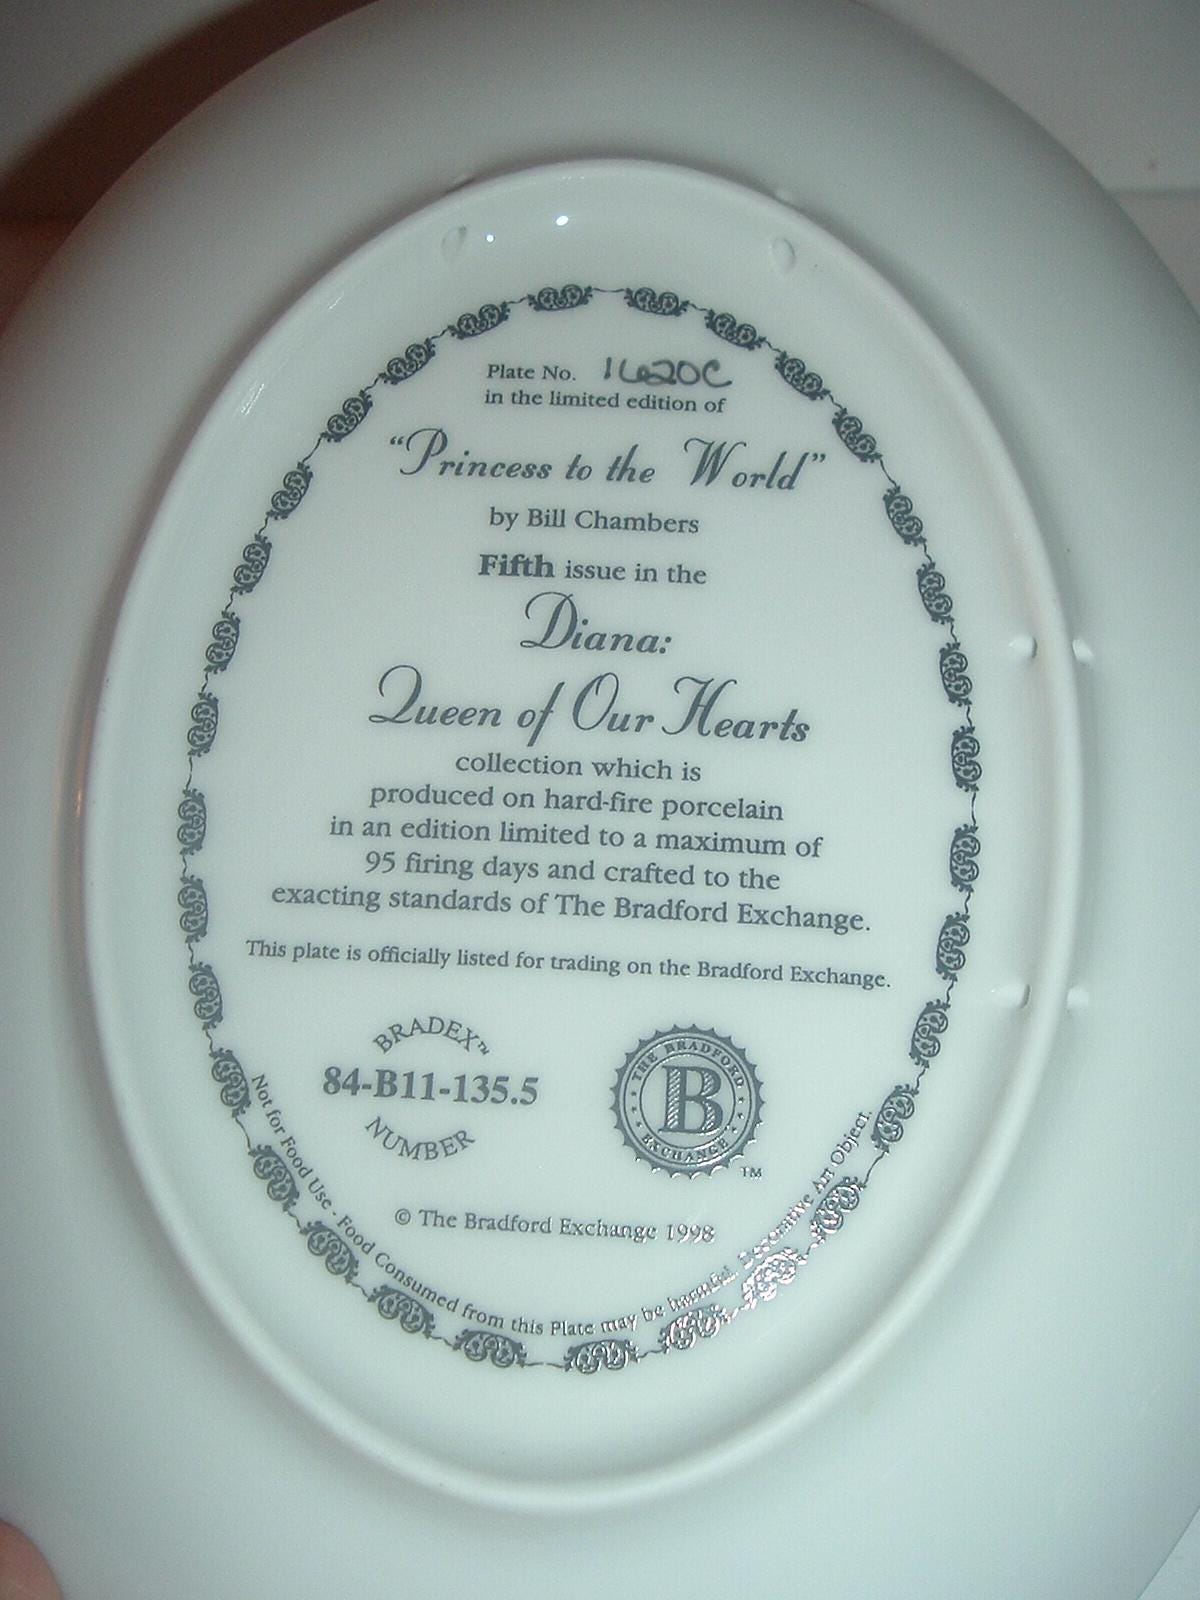 Plate No. 1620C
in the limited edition of
"Princess to the World"
by Bill Chambers
Fifth issue in the
Diana:
Queen of Our Hearts
collection which is
produced on hard-fire porcelain
in an edition limited to a maximum of
95 firing days and crafted to the
exacting standards of The Bradford Exchange.
This plate is officially listed for trading on the Bradford Exchange.
BRADEX™
84-B11-135.5
NUMBER
THE BRADFORD
B
EXCHANGE
TM
© The Bradford Exchange 1998
Not for Food Use - Food Consumed from this Plate may be harmful. Decorative Art Object.